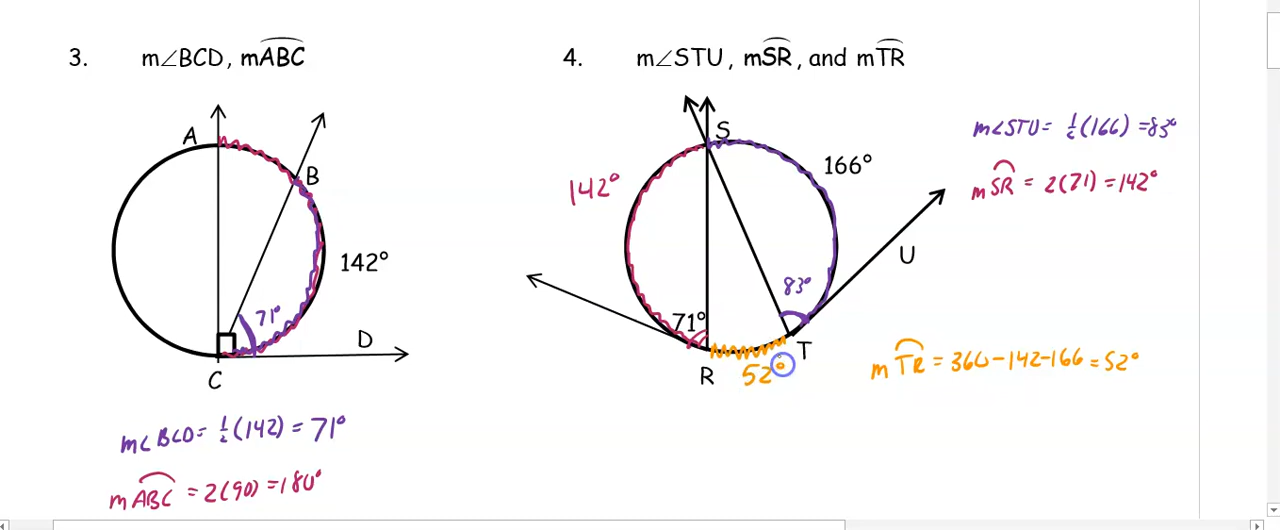 3. m∠BCD, mABC
4. m∠STU, mSR, and mTR
A
B
142°
71°
D
C
m∠BCD = ½(142) = 71°
mABC = 2(90) = 180°
S
166°
142°
U
83°
71°
T
R
52°
m∠STU = ½(166) = 83°
mSR = 2(71) = 142°
mTR = 360-142-166 = 52°